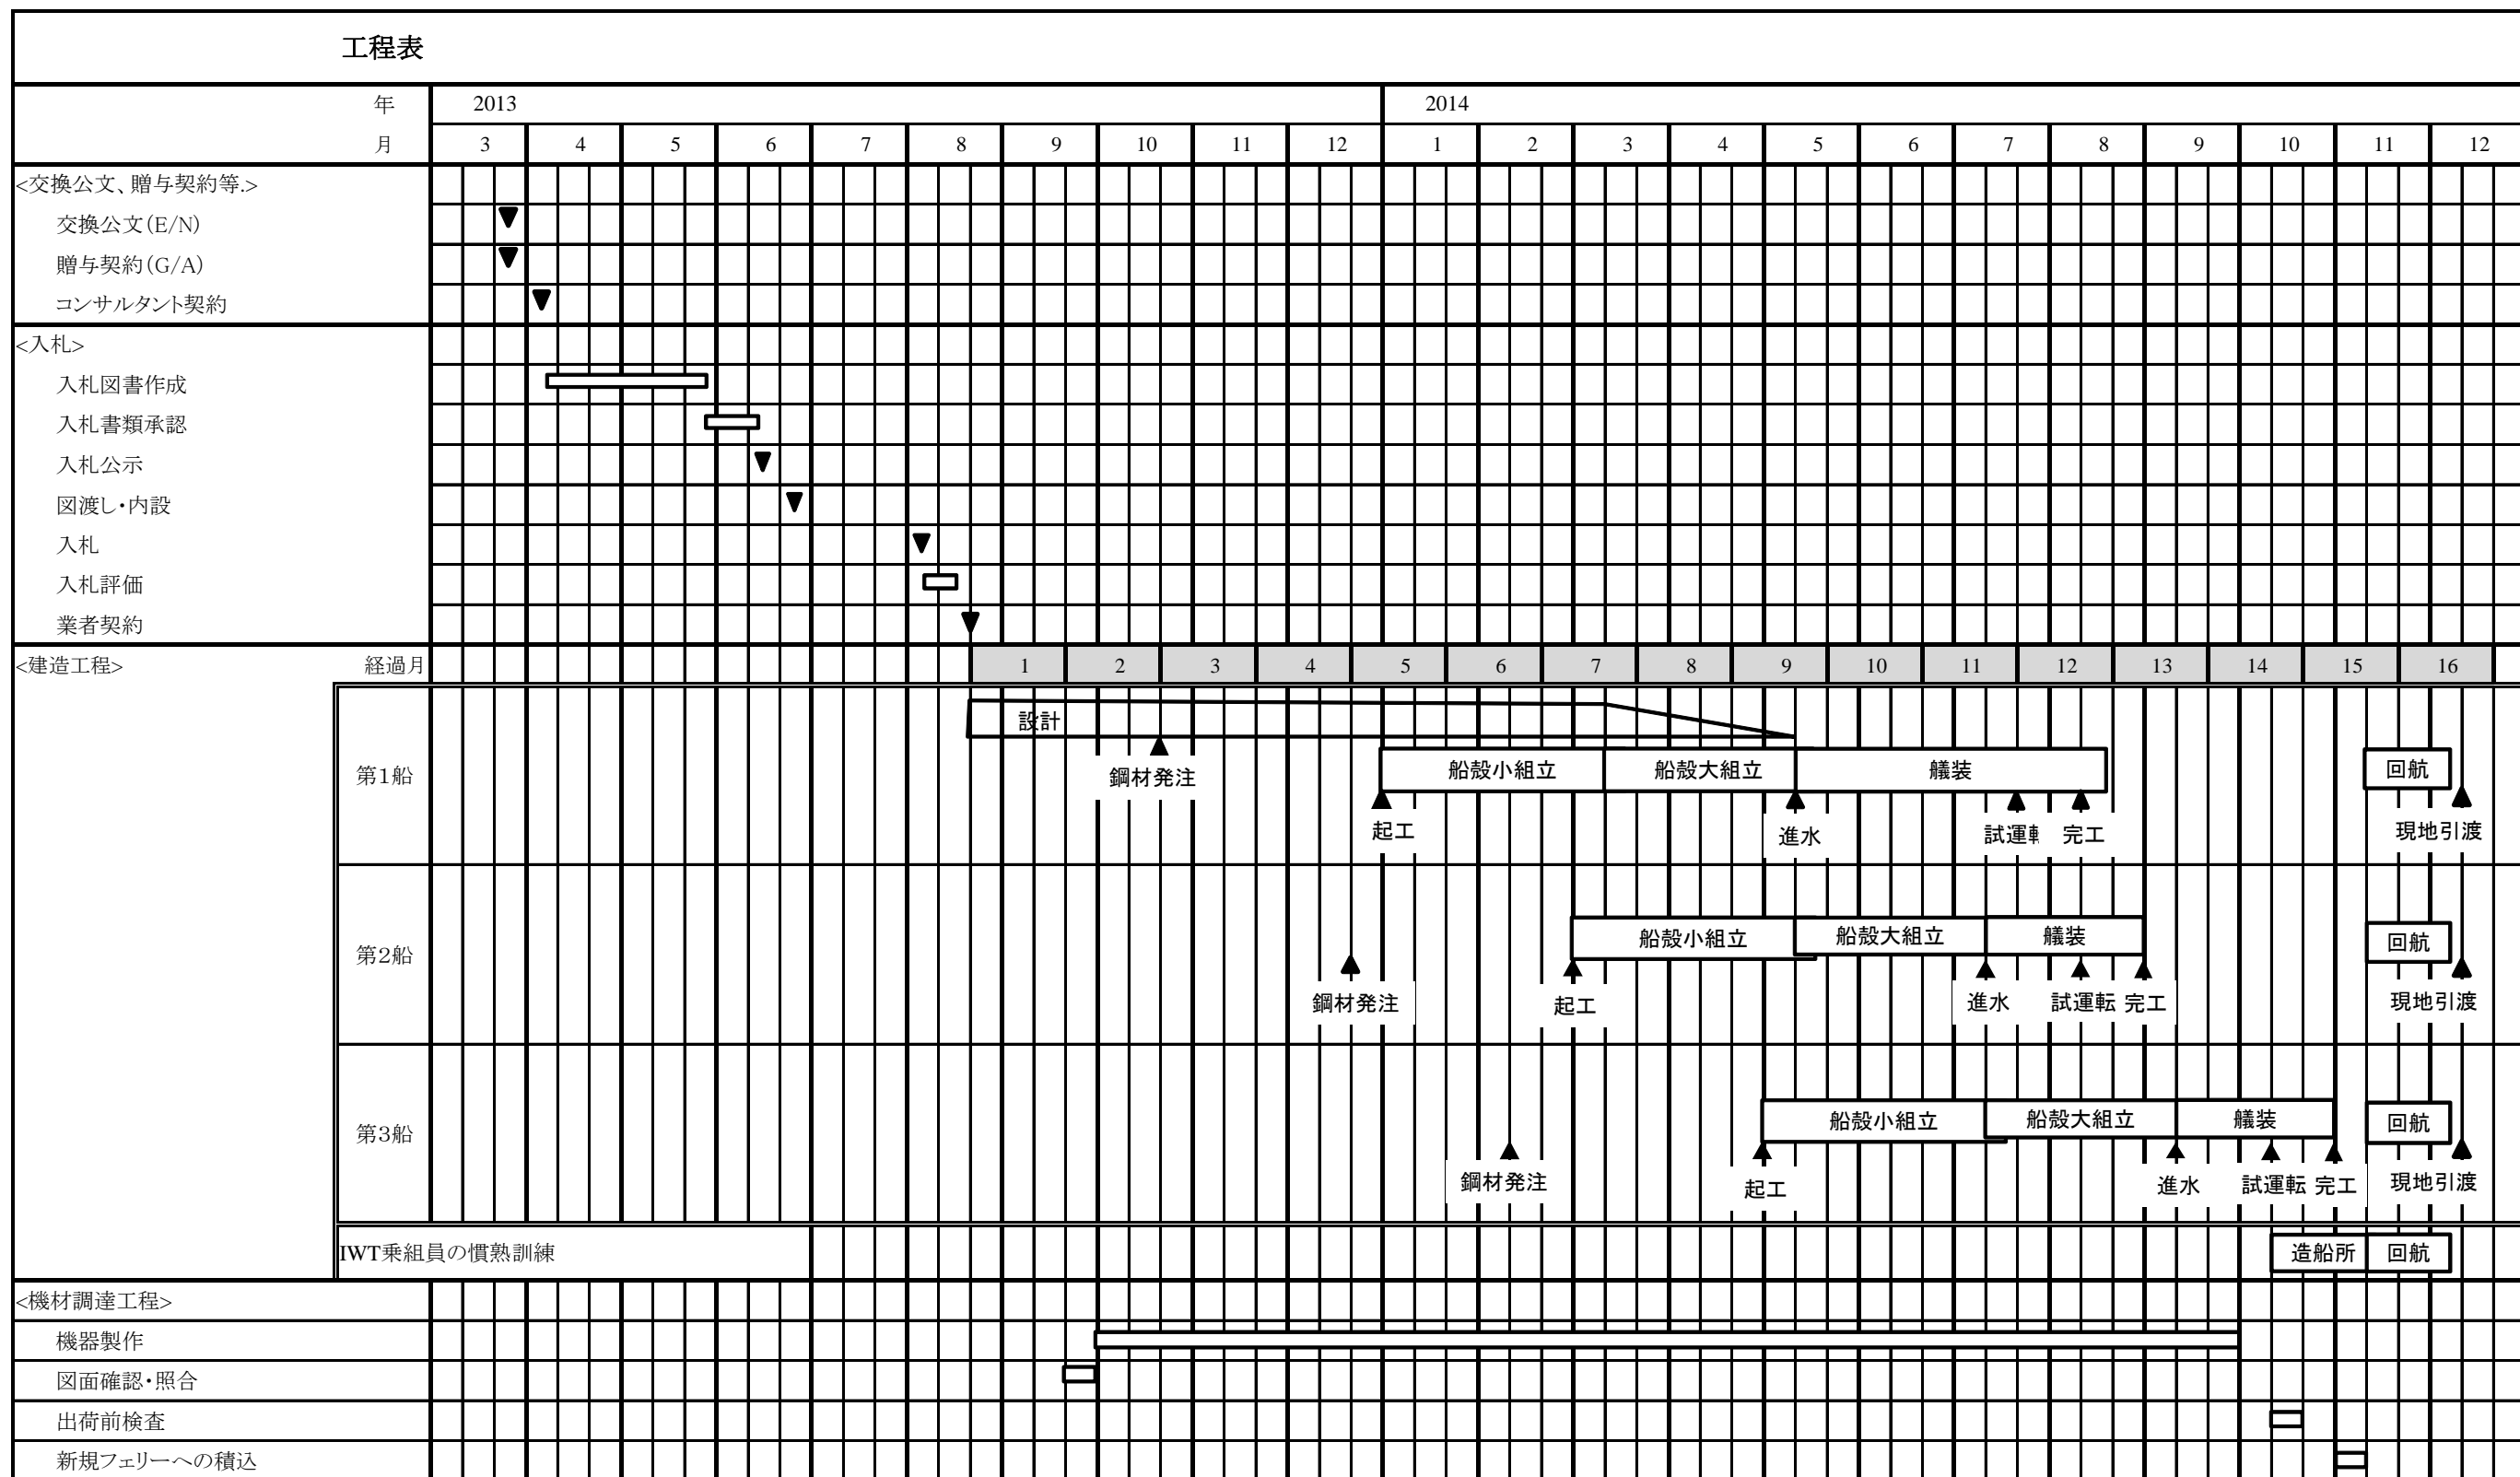 工程表
年 2013 2014
月 3 4 5 6 7 8 9 10 11 12 1 2 3 4 5 6 7 8 9 10 11 12
<交換公文、贈与契約等.>
交換公文(E/N)
贈与契約(G/A)
コンサルタント契約
<入札>
入札図書作成
入札書類承認
入札公示
図渡し・内説
入札
入札評価
業者契約
<建造工程> 経過月 1 2 3 4 5 6 7 8 9 10 11 12 13 14 15 16
設計
第1船 鋼材発注 船殻小組立 船殻大組立 艤装 回航
起工 進水 試運転 完工 現地引渡
第2船 船殻小組立 船殻大組立 艤装 回航
鋼材発注 起工 進水 試運転 完工 現地引渡
第3船 船殻小組立 船殻大組立 艤装 回航
鋼材発注 起工 進水 試運転 完工 現地引渡
IWT乗組員の慣熟訓練 造船所 回航
<機材調達工程>
機器製作
図面確認・照合
出荷前検査
新規フェリーへの積込